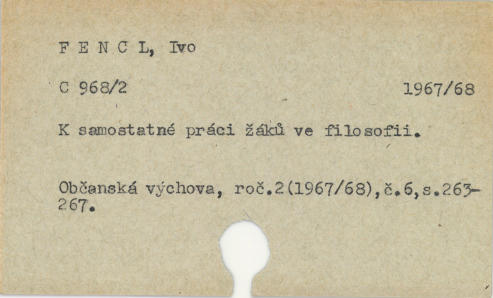 F E N C L, Ivo
C 968/2 1967/68
K samostatné práci žáků ve filosofii.
Občanská výchova, roč.2(1967/68),č.6,s.263-
267.